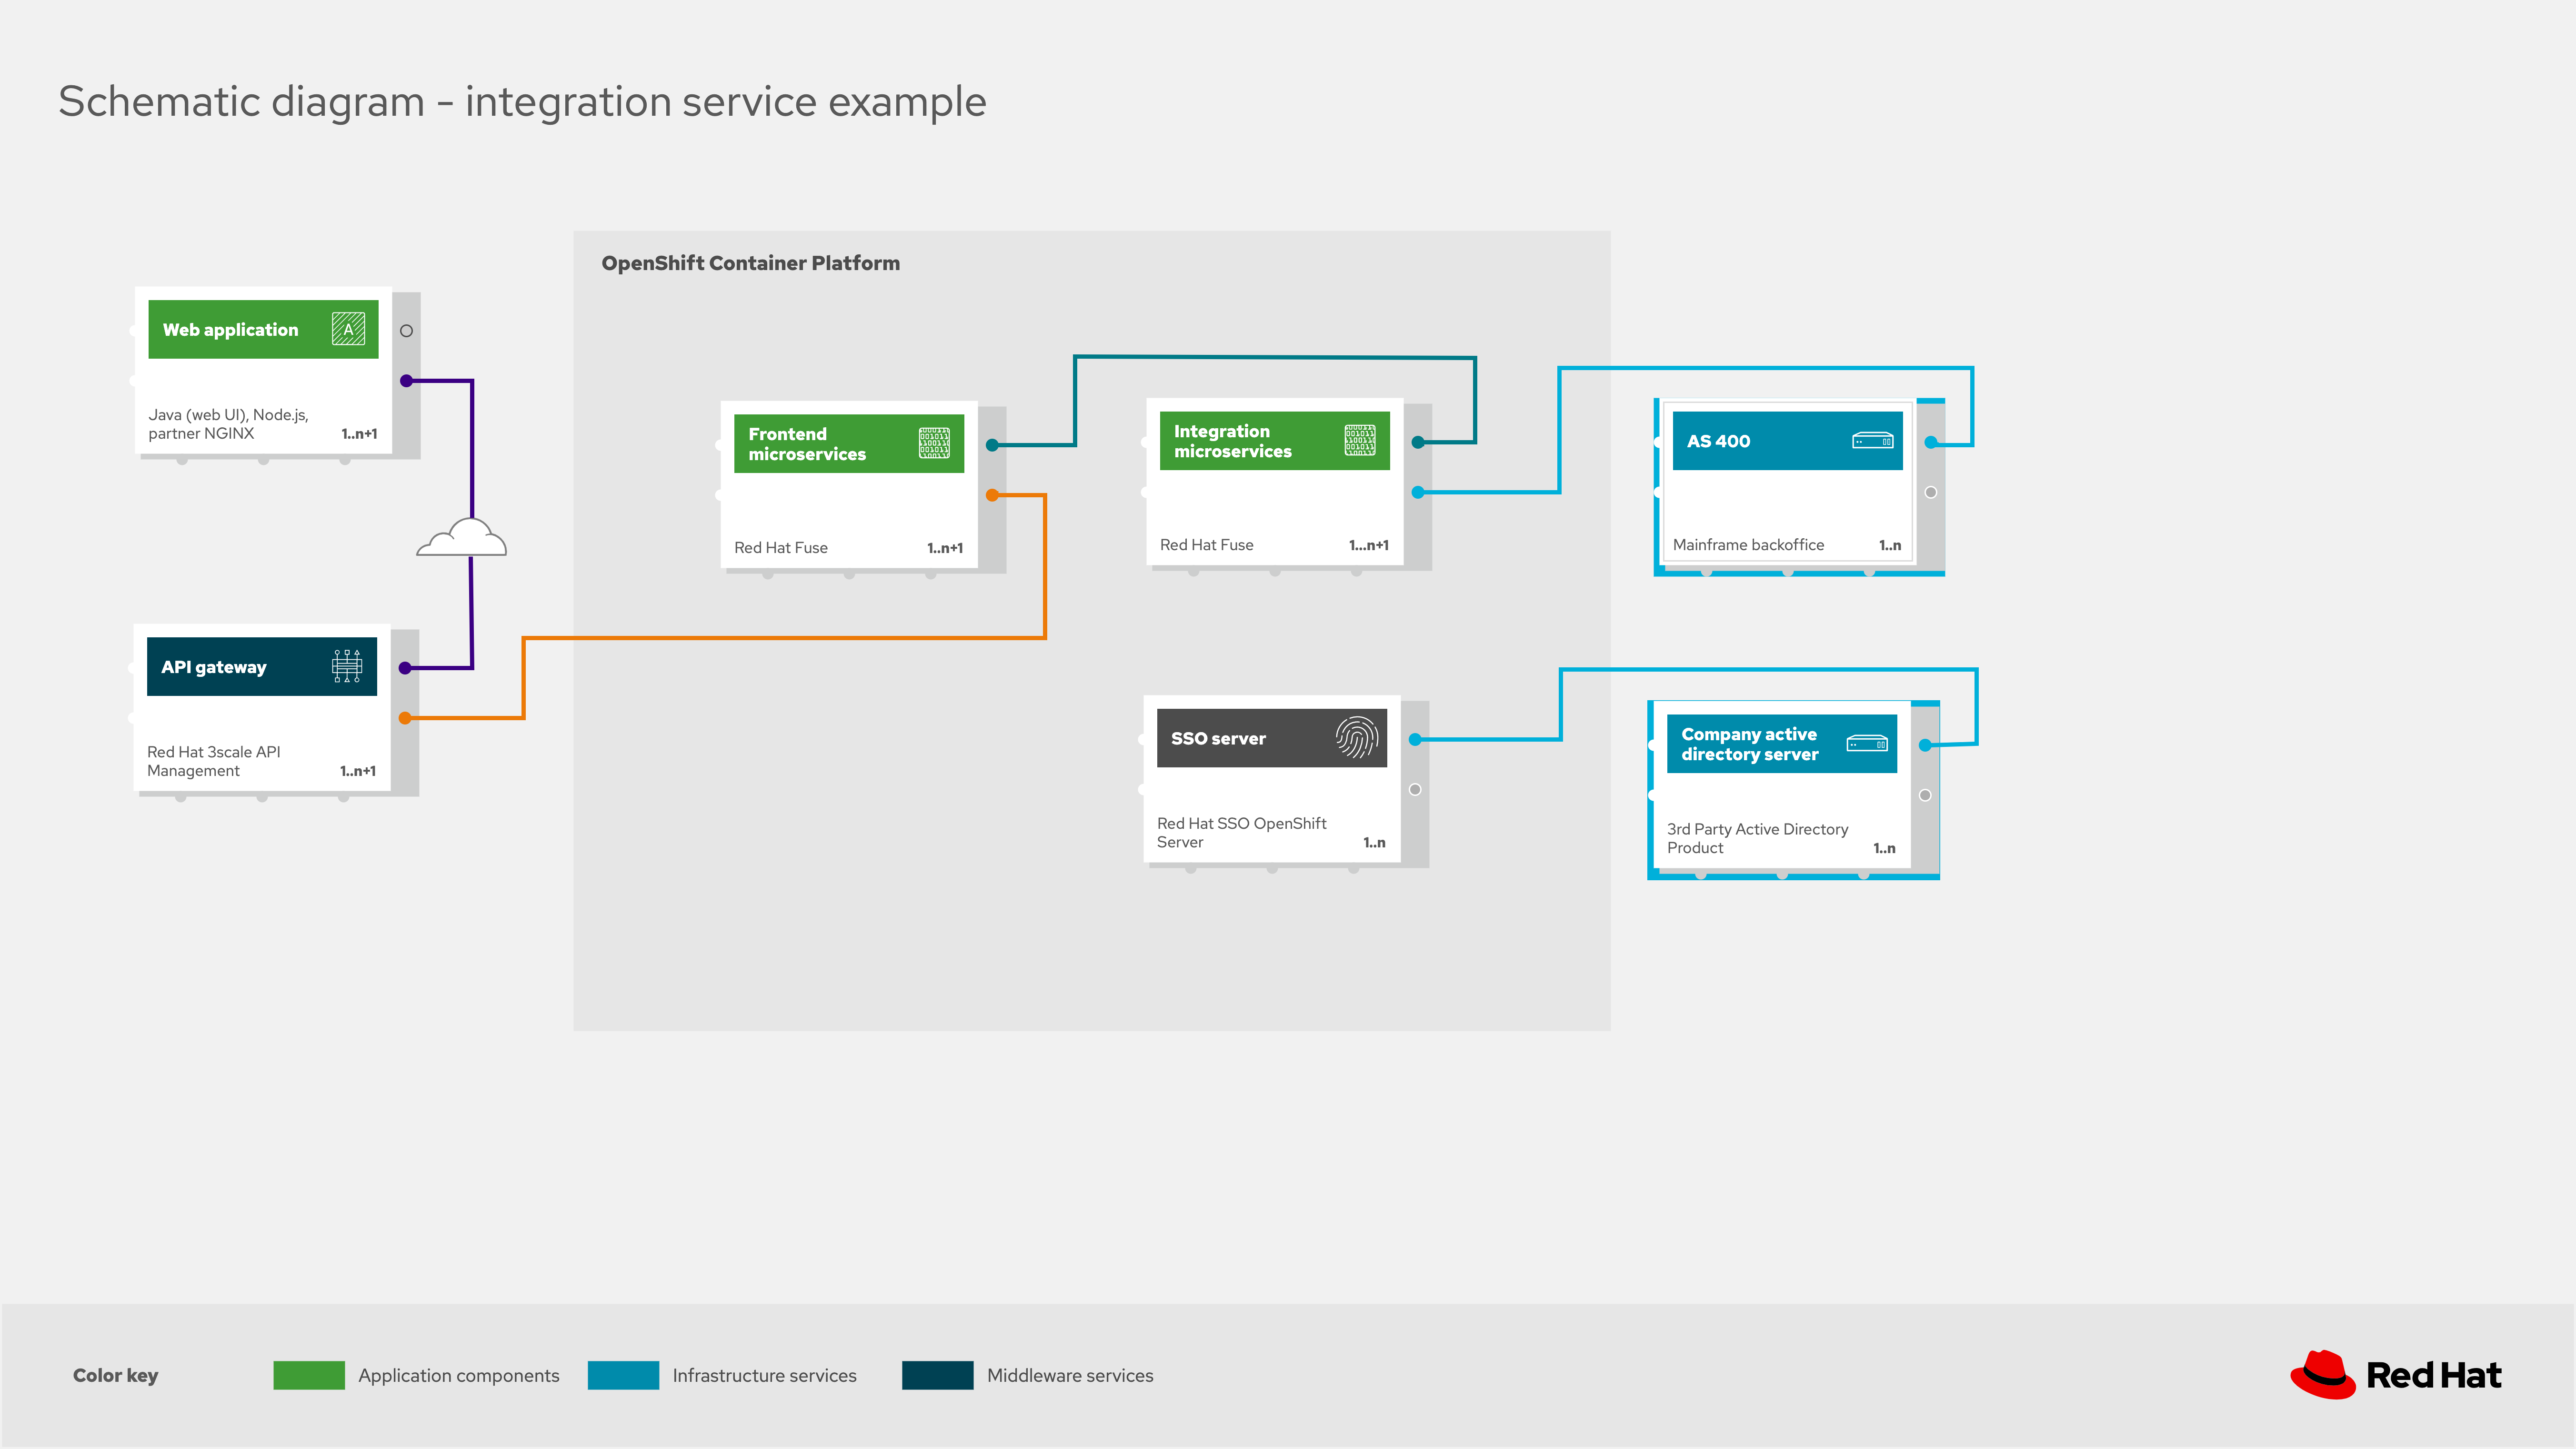 Schematic diagram - integration service example
OpenShift Container Platform
Web application
A
Java (web UI), Node.js,
partner NGINX
1..n+1
API gateway
Red Hat 3scale API
Management
1..n+1
Frontend
microservices
Red Hat Fuse
1..n+1
Integration
microservices
Red Hat Fuse
1...n+1
SSO server
Red Hat SSO OpenShift
Server
1..n
AS 400
Mainframe backoffice
1..n
Company active
directory server
3rd Party Active Directory
Product
1..n
Color key
Application components
Infrastructure services
Middleware services
Red Hat